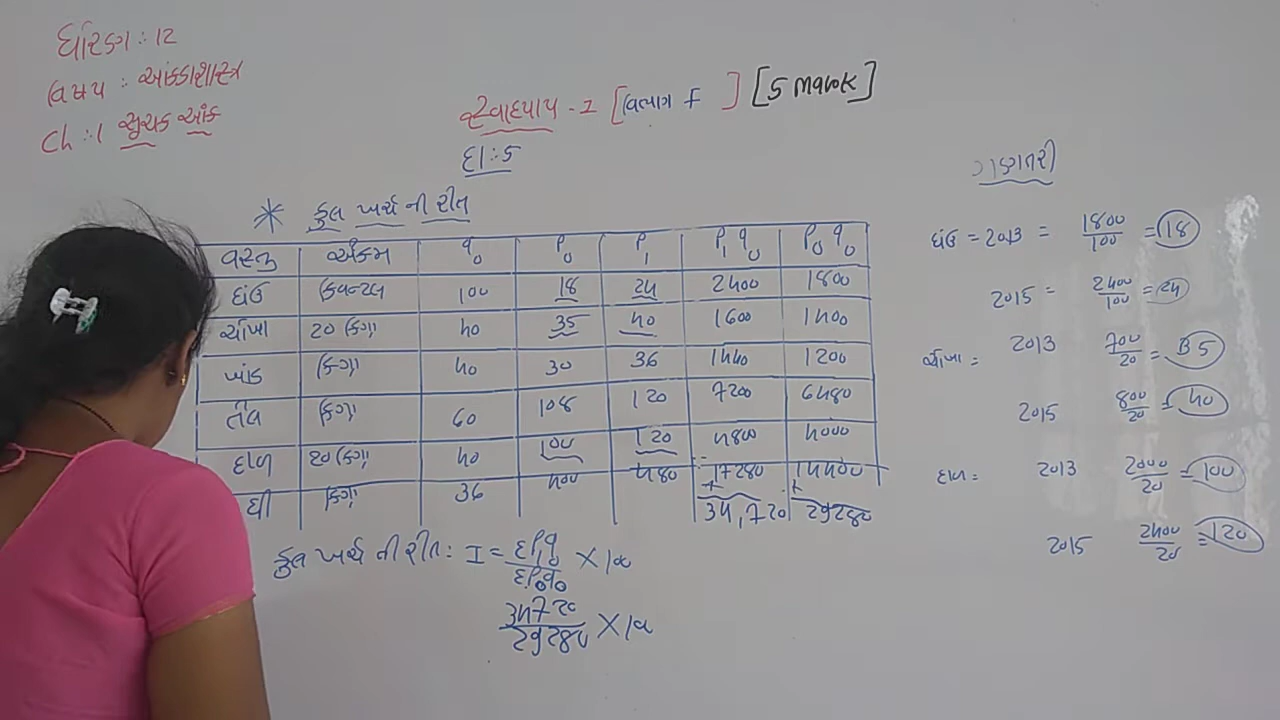 ધોરણ : 12
વિષય : આંકડાશાસ્ત્ર
Ch : 1 સૂચક આંક
સ્વાધ્યાય - 1 [વિભાગ F] [5 Mark]
દા : 5
* કુલ ખર્ચ ની રીત
વસ્તુ એકમ q₀ P₀ P₁ P₁q₀ P₀q₀
ઘંઉ ક્વિન્ટલ 100 18 24 2400 1800
ચોખા 20 કિગ્રા 40 35 40 1600 1400
ખાંડ કિગ્રા 40 30 36 1440 1200
તેલ કિગ્રા 60 108 120 7200 6480
દાળ 20 કિગ્રા 40 100 120 4800 4000
ઘી કિગ્રા 36 400 480 17280 14400
34,720 29280
કુલ ખર્ચ ની રીત : I = ΣP₁q₀ / ΣP₀q₀ × 100
34720 / 29280 × 100
ગણતરી
ઘંઉ = 2013 = 1800/100 = 18
2015 = 2400/100 = 24
ચોખા = 2013 700/20 = 35
2015 800/20 = 40
દાળ = 2013 2000/20 = 100
2015 2400/20 = 120